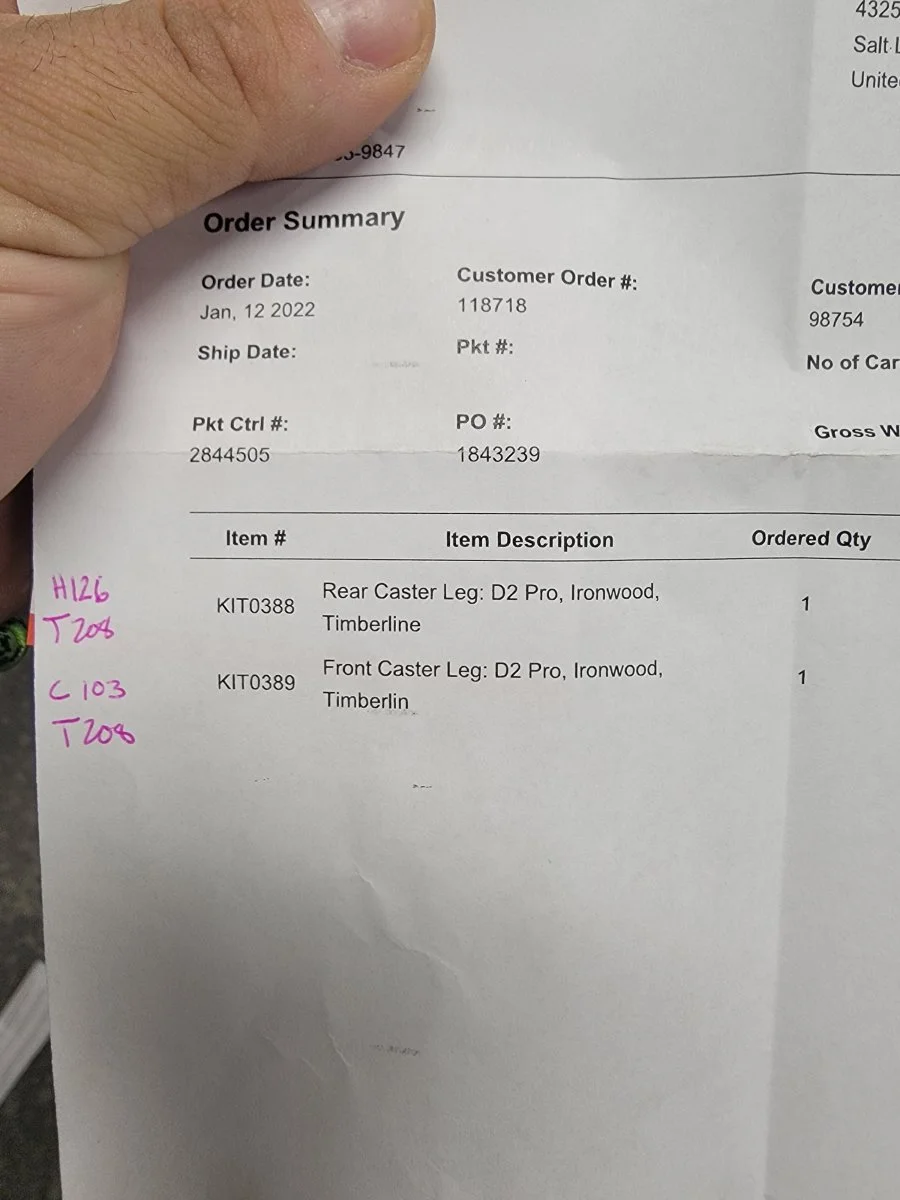 4325
Salt L
Unite
-9847
Order Summary
Order Date:
Customer Order #:
Custome
Jan, 12 2022
118718
98754
Ship Date:
Pkt #:
No of Car
Pkt Ctrl #:
PO #:
Gross W
2844505
1843239
Item #
Item Description
Ordered Qty
H126
T208
KIT0388
Rear Caster Leg: D2 Pro, Ironwood,
Timberline
1
C 103
T208
KIT0389
Front Caster Leg: D2 Pro, Ironwood,
Timberlin
1